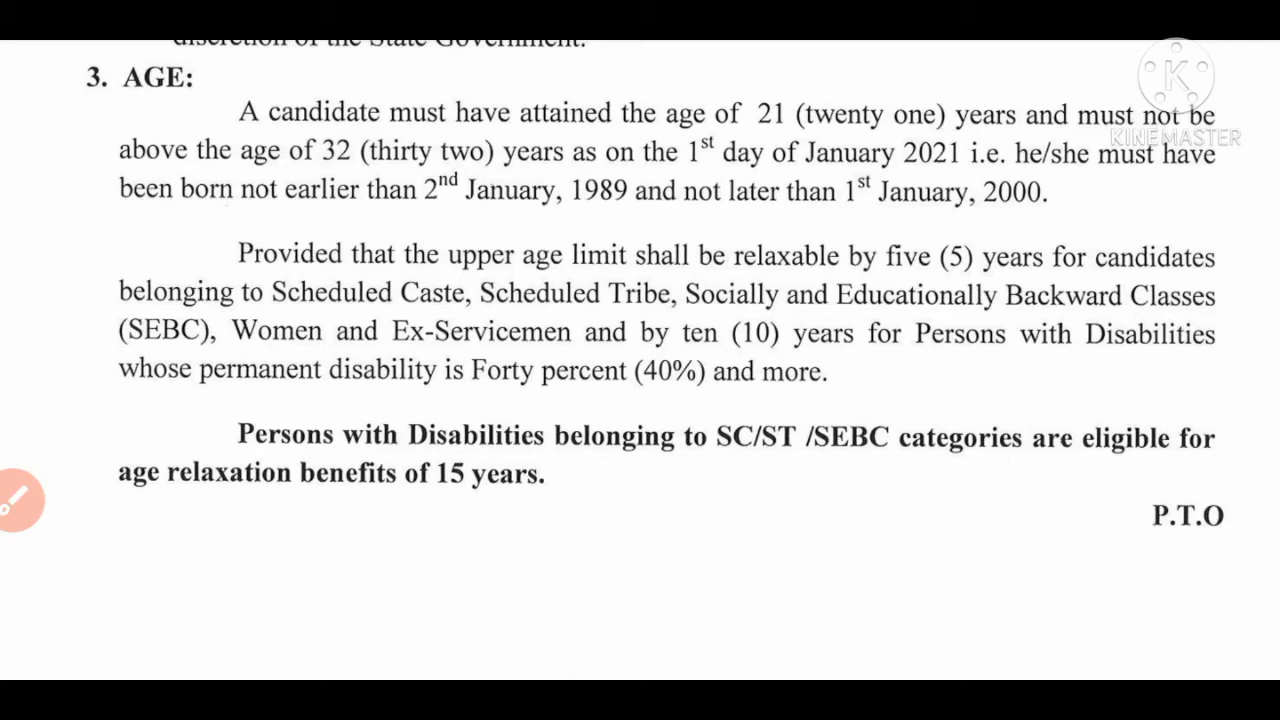 discretion of the State Government.
3. AGE:
A candidate must have attained the age of 21 (twenty one) years and must not be
above the age of 32 (thirty two) years as on the 1st day of January 2021 i.e. he/she must have
been born not earlier than 2nd January, 1989 and not later than 1st January, 2000.
Provided that the upper age limit shall be relaxable by five (5) years for candidates
belonging to Scheduled Caste, Scheduled Tribe, Socially and Educationally Backward Classes
(SEBC), Women and Ex-Servicemen and by ten (10) years for Persons with Disabilities
whose permanent disability is Forty percent (40%) and more.
Persons with Disabilities belonging to SC/ST /SEBC categories are eligible for
age relaxation benefits of 15 years.
P.T.O
K
KINEMASTER